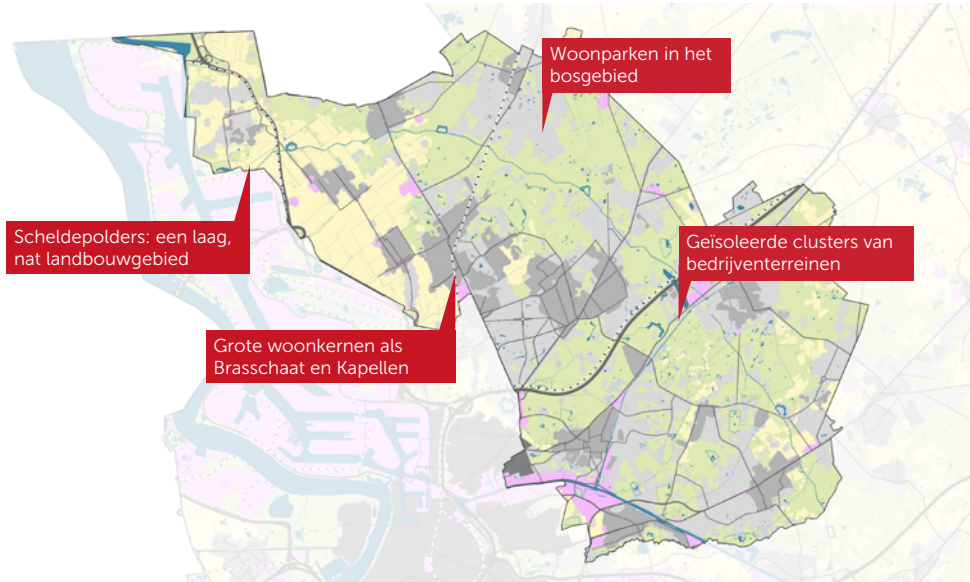 Woonparken in het
bosgebied
Scheldepolders: een laag,
nat landbouwgebied
Geïsoleerde clusters van
bedrijventerreinen
Grote woonkernen als
Brasschaat en Kapellen